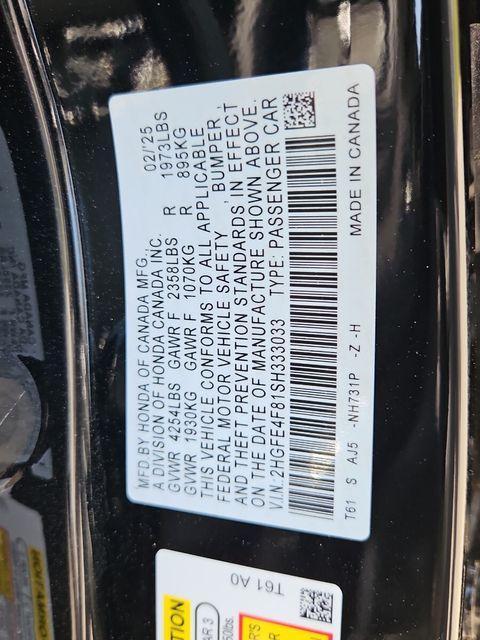 MFD BY HONDA OF CANADA MFG., 02/'25
A DIVISION OF HONDA CANADA INC.
GVWR 4254LBS GAWR F 2358LBS R 1973LBS
GVWR 1930KG GAWR F 1070KG R 895KG
THIS VEHICLE CONFORMS TO ALL APPLICABLE
FEDERAL MOTOR VEHICLE SAFETY , BUMPER,
AND THEFT PREVENTION STANDARDS IN EFFECT
ON THE DATE OF MANUFACTURE SHOWN ABOVE.
V.I.N.: 2HGFE4F81SH333033 TYPE: PASSENGER CAR
T61 S AJ5 -NH731P -Z -H MADE IN CANADA
T61 A0